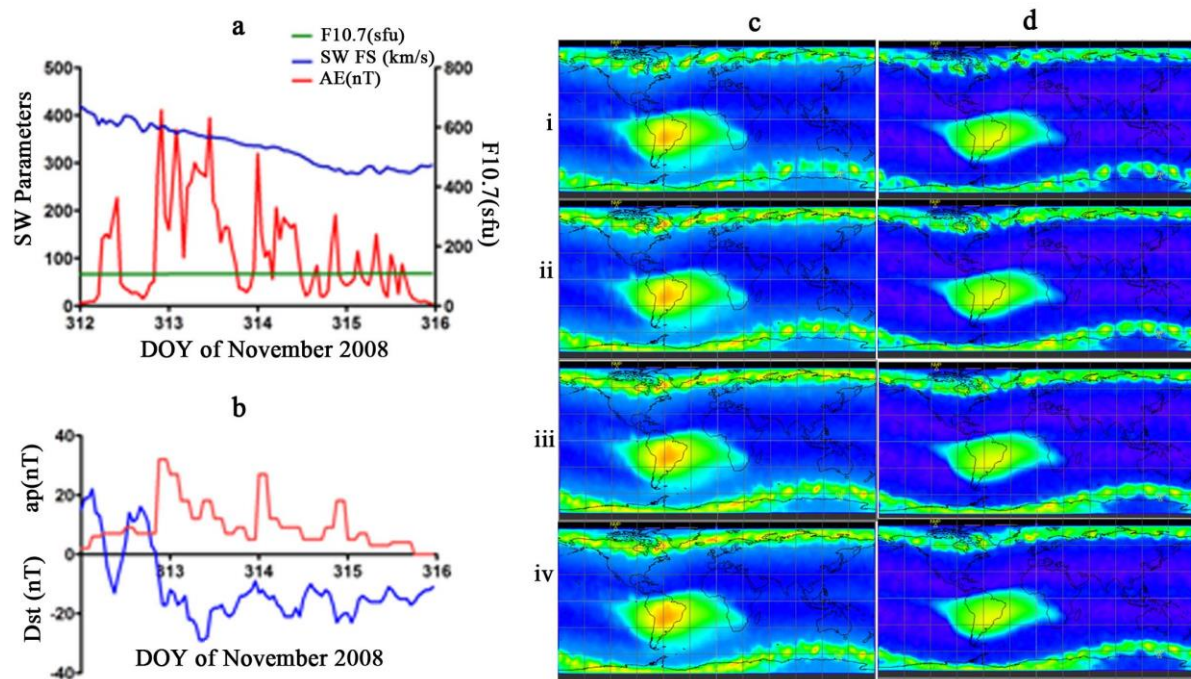 a
F10.7(sfu)
SW FS (km/s)
AE(nT)
500
400
300
200
100
0
SW Parameters
800
600
400
200
0
F10.7(sfu)
312
313
314
315
316
DOY of November 2008
b
40
20
0
-20
-40
ap(nT)
Dst (nT)
313
314
315
316
DOY of November 2008
c
d
i
ii
iii
iv